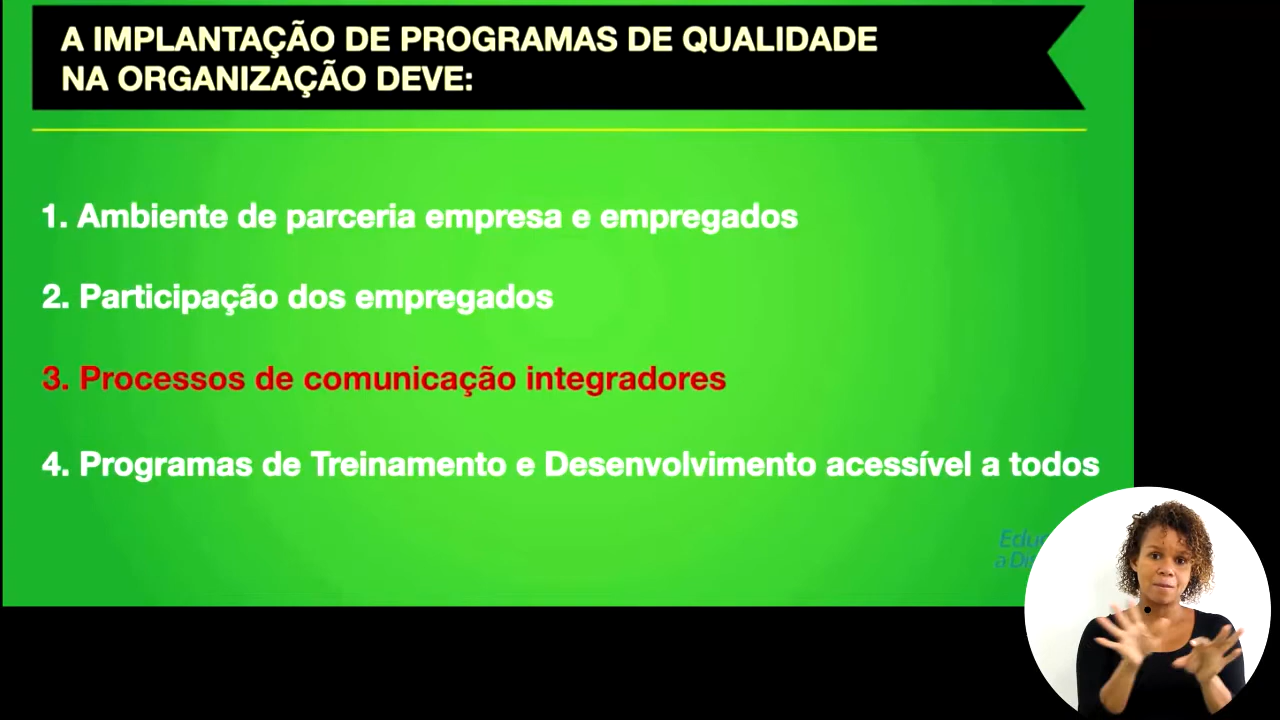 A IMPLANTAÇÃO DE PROGRAMAS DE QUALIDADE
NA ORGANIZAÇÃO DEVE:
1. Ambiente de parceria empresa e empregados
2. Participação dos empregados
3. Processos de comunicação integradores
4. Programas de Treinamento e Desenvolvimento acessível a todos